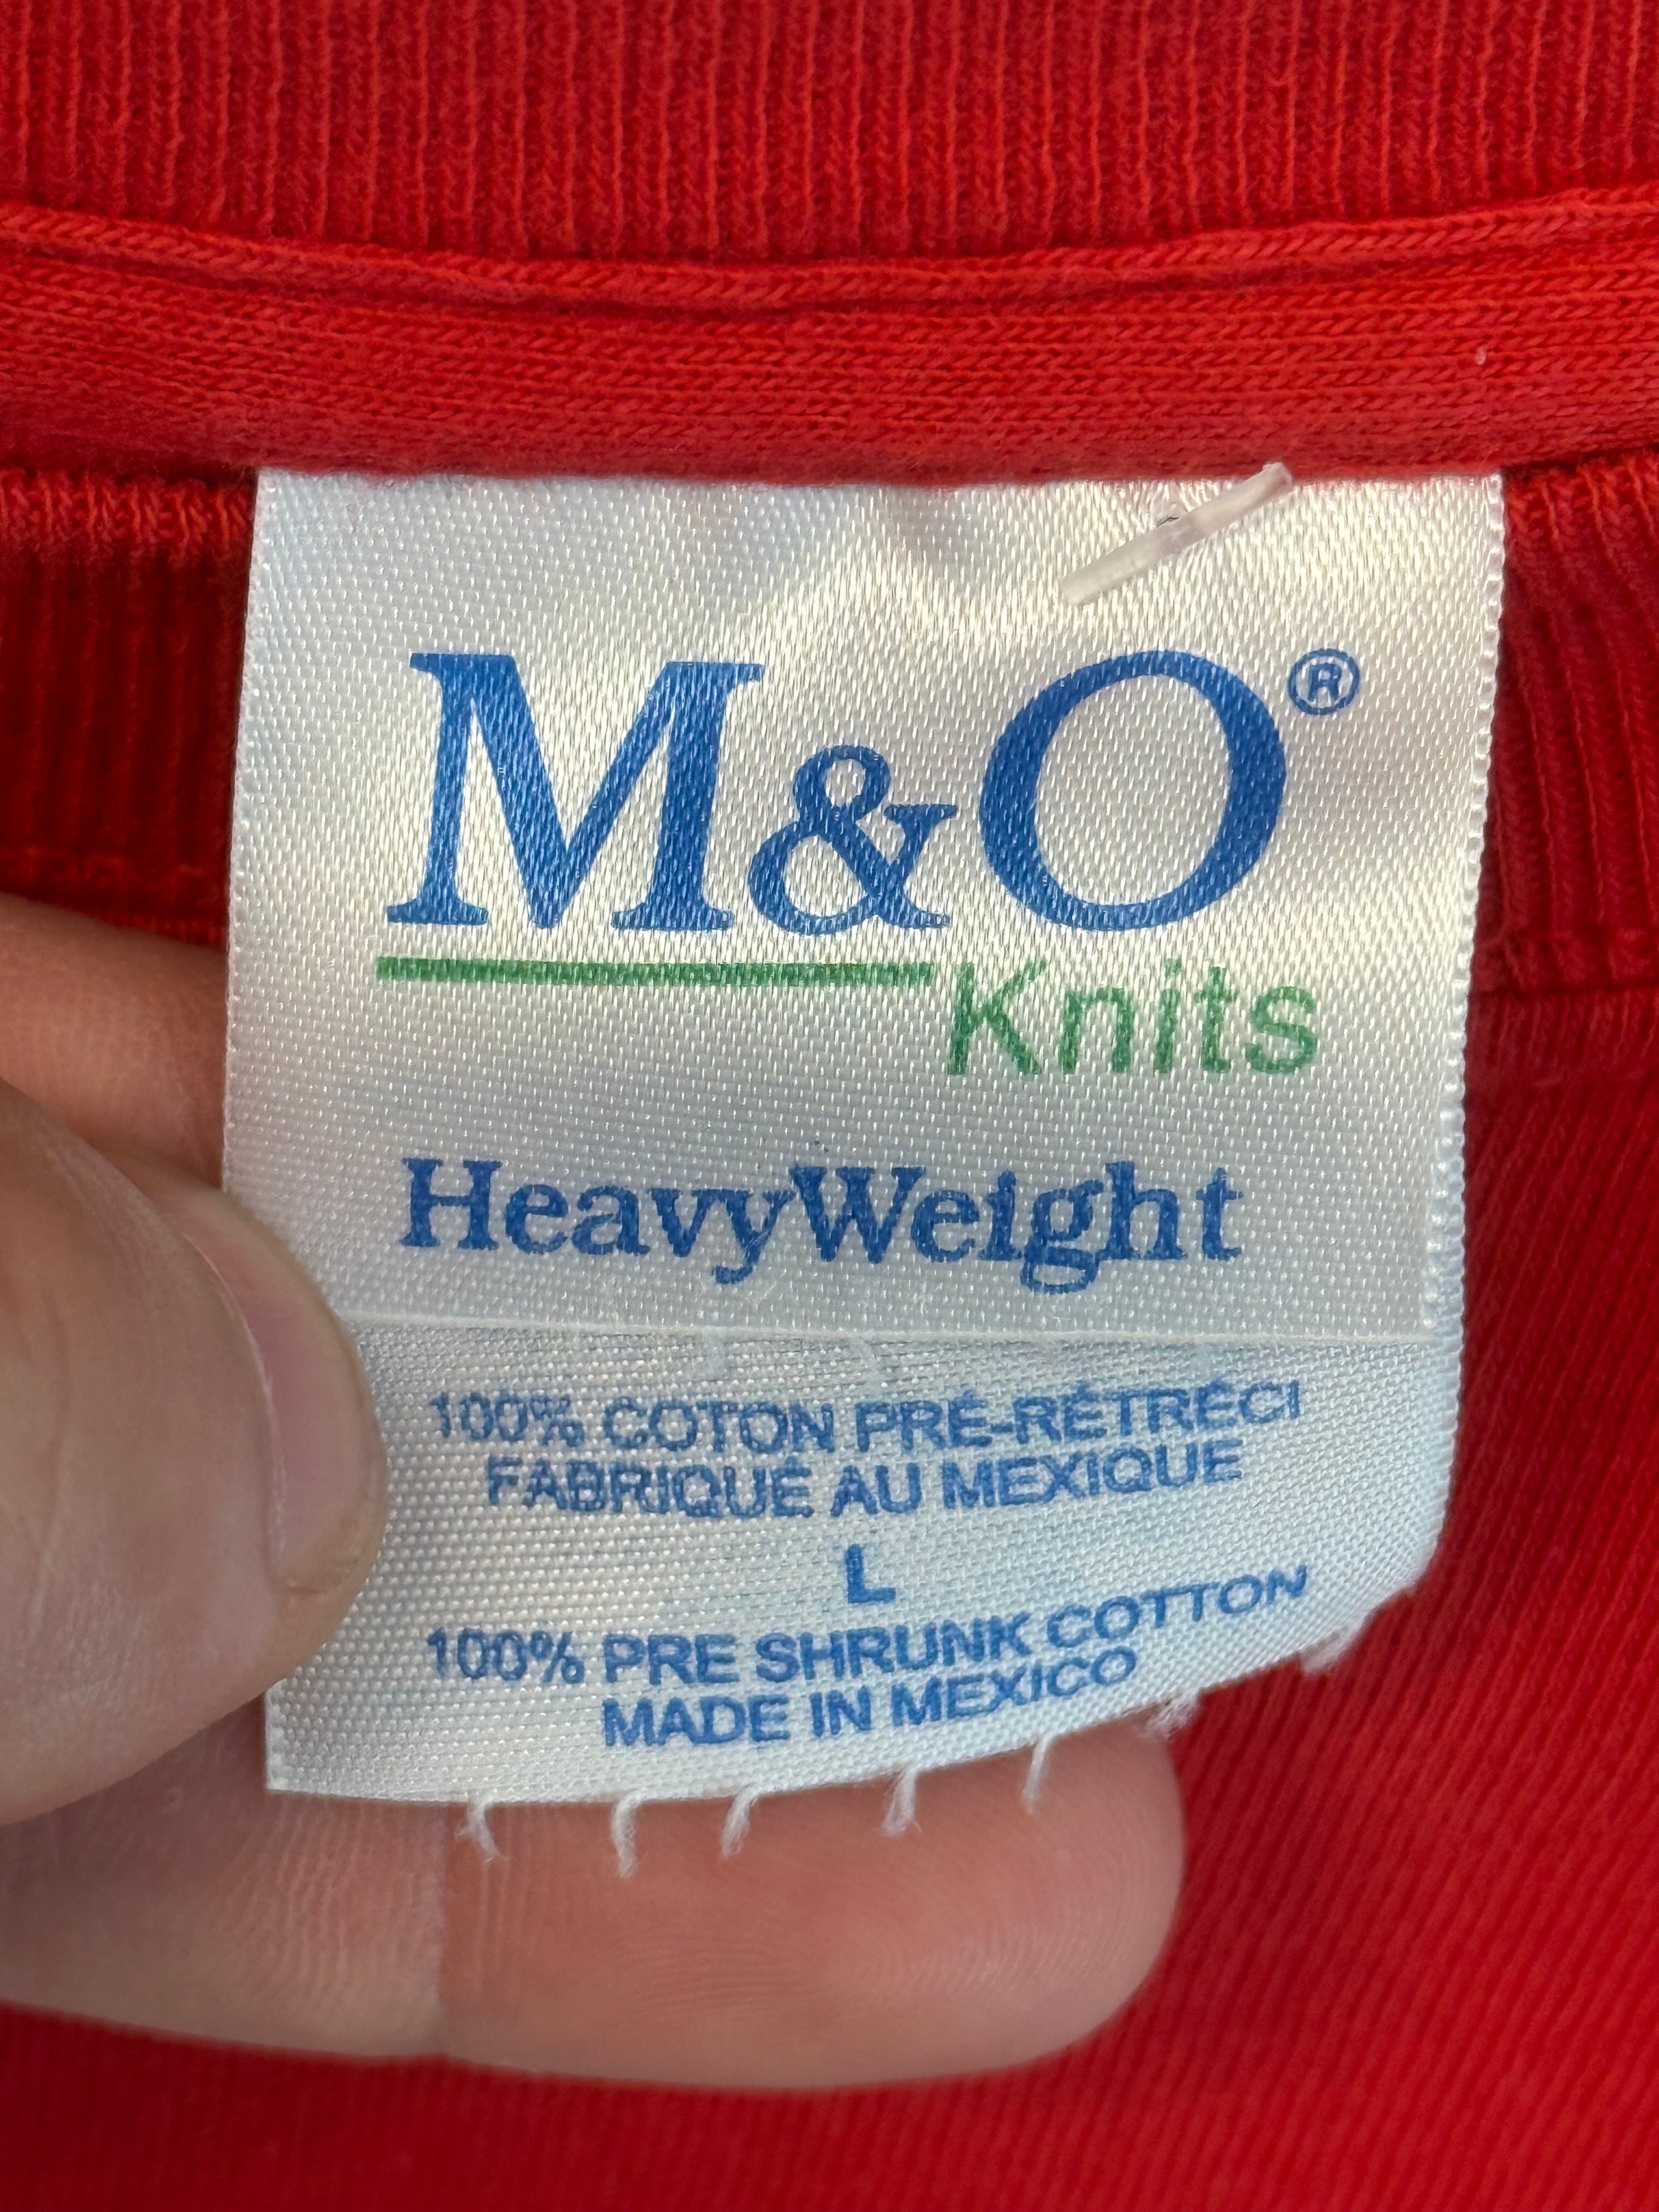 M&O®
Knits
HeavyWeight
100% COTON PRÉ-RÉTRÉCI
FABRIQUÉ AU MEXIQUE
L
100% PRE SHRUNK COTTON
MADE IN MEXICO